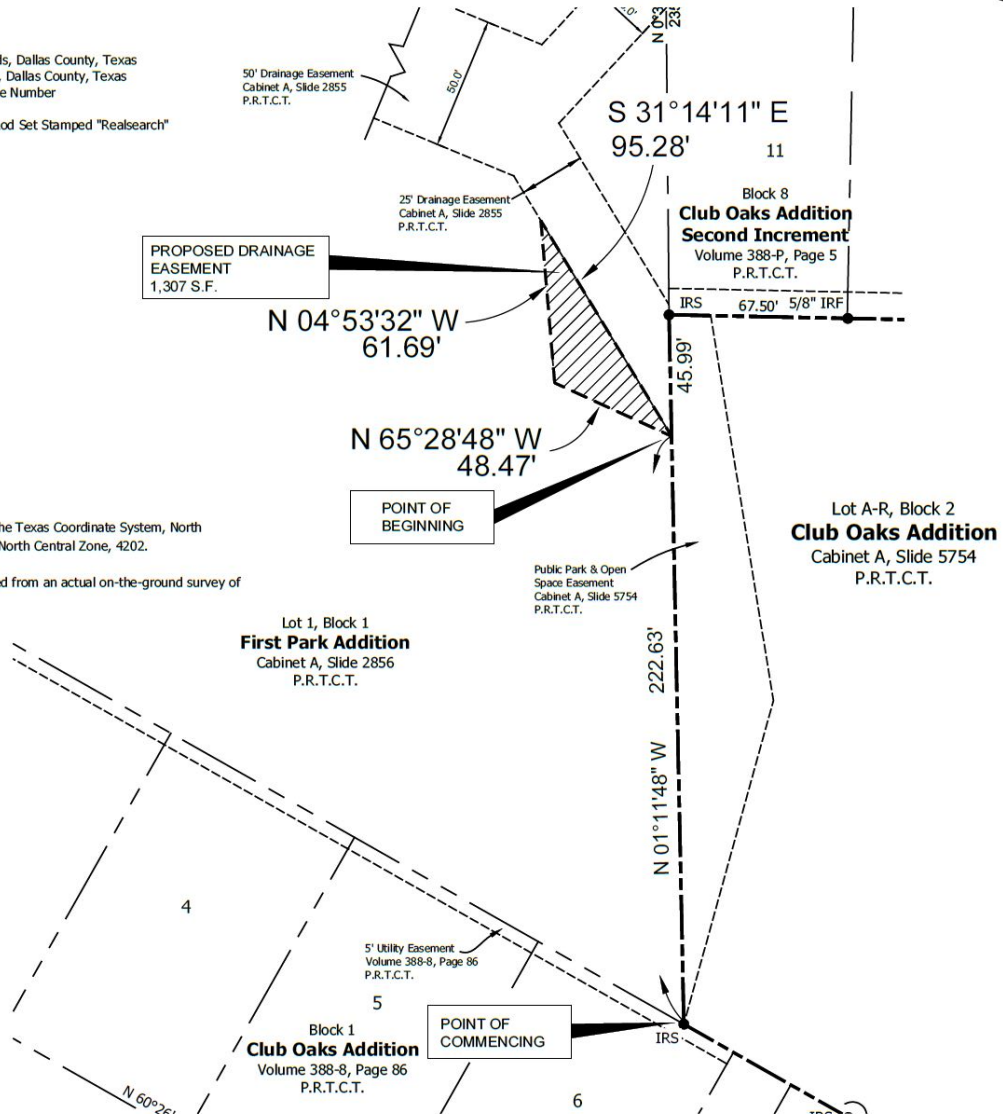 ls, Dallas County, Texas
, Dallas County, Texas
e Number
od Set Stamped "Realsearch"
50' Drainage Easement
Cabinet A, Slide 2855
P.R.T.C.T.
50.0'
S 31°14'11" E
95.28'
11
25' Drainage Easement
Cabinet A, Slide 2855
P.R.T.C.T.
Block 8
Club Oaks Addition
Second Increment
Volume 388-P, Page 5
P.R.T.C.T.
PROPOSED DRAINAGE
EASEMENT
1,307 S.F.
IRS
67.50'
5/8" IRF
N 04°53'32" W
61.69'
45.99'
N 65°28'48" W
48.47'
POINT OF
BEGINNING
Lot A-R, Block 2
Club Oaks Addition
Cabinet A, Slide 5754
P.R.T.C.T.
he Texas Coordinate System, North
North Central Zone, 4202.
ed from an actual on-the-ground survey of
Public Park & Open
Space Easement
Cabinet A, Slide 5754
P.R.T.C.T.
Lot 1, Block 1
First Park Addition
Cabinet A, Slide 2856
P.R.T.C.T.
222.63'
N 01°11'48" W
4
5' Utility Easement
Volume 388-8, Page 86
P.R.T.C.T.
5
Block 1
Club Oaks Addition
Volume 388-8, Page 86
P.R.T.C.T.
POINT OF
COMMENCING
IRS
N 60°26'
6